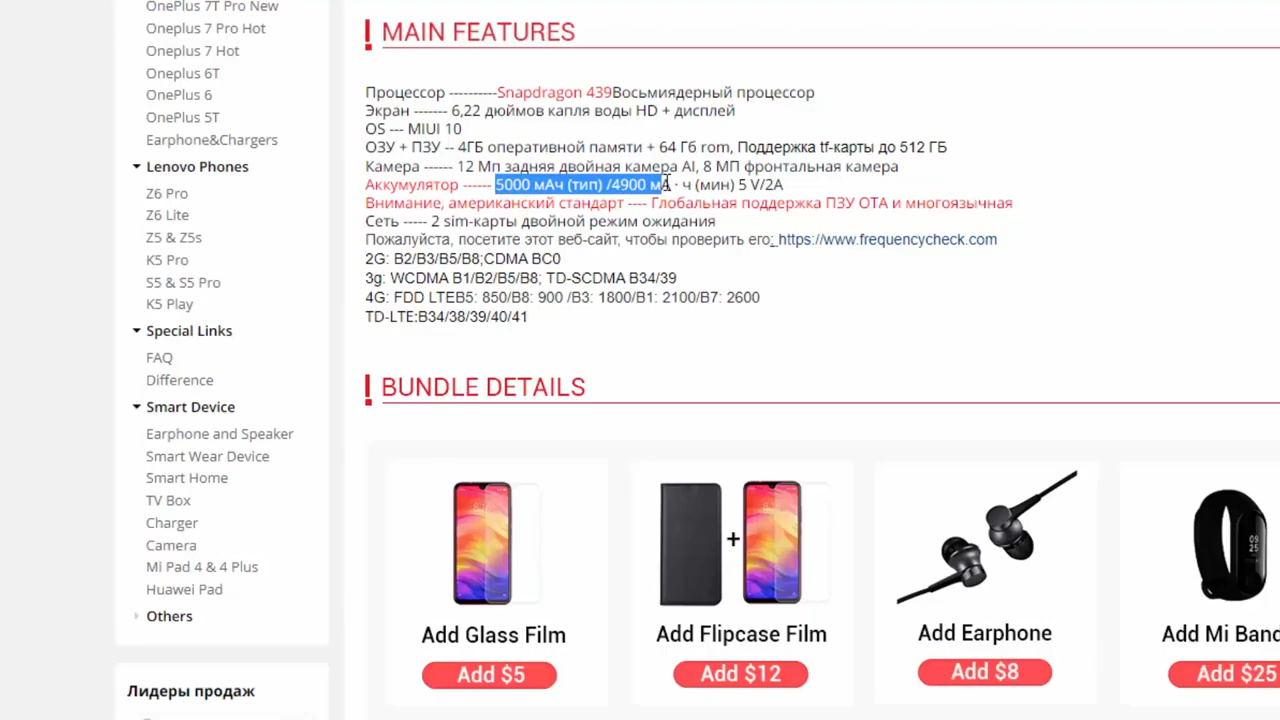 OnePlus 7T Pro New
OnePlus 7 Pro Hot
Oneplus 7 Hot
Oneplus 6T
OnePlus 6
OnePlus 5T
Earphone&Chargers
Lenovo Phones
Z6 Pro
Z6 Lite
Z5 & Z5s
K5 Pro
S5 & S5 Pro
K5 Play
Special Links
FAQ
Difference
Smart Device
Earphone and Speaker
Smart Wear Device
Smart Home
TV Box
Charger
Camera
Mi Pad 4 & 4 Plus
Huawei Pad
Others
Лидеры продаж
MAIN FEATURES
Процессор ----------Snapdragon 439Восьмиядерный процессор
Экран ------- 6,22 дюймов капля воды HD + дисплей
OS --- MIUI 10
ОЗУ + ПЗУ -- 4ГБ оперативной памяти + 64 Гб rom, Поддержка tf-карты до 512 ГБ
Камера ------ 12 Мп задняя двойная камера AI, 8 МП фронтальная камера
Аккумулятор ------ 5000 мАч (тип) /4900 мА · ч (мин) 5 V/2A
Внимание, американский стандарт ---- Глобальная поддержка ПЗУ ОТА и многоязычная
Сеть ----- 2 sim-карты двойной режим ожидания
Пожалуйста, посетите этот веб-сайт, чтобы проверить его: https://www.frequencycheck.com
2G: B2/B3/B5/B8;CDMA BC0
3g: WCDMA B1/B2/B5/B8; TD-SCDMA B34/39
4G: FDD LTEB5: 850/B8: 900 /B3: 1800/B1: 2100/B7: 2600
TD-LTE:B34/38/39/40/41
BUNDLE DETAILS
+
09
25
Add Glass Film
Add Flipcase Film
Add Earphone
Add Mi Band
Add $5
Add $12
Add $8
Add $25